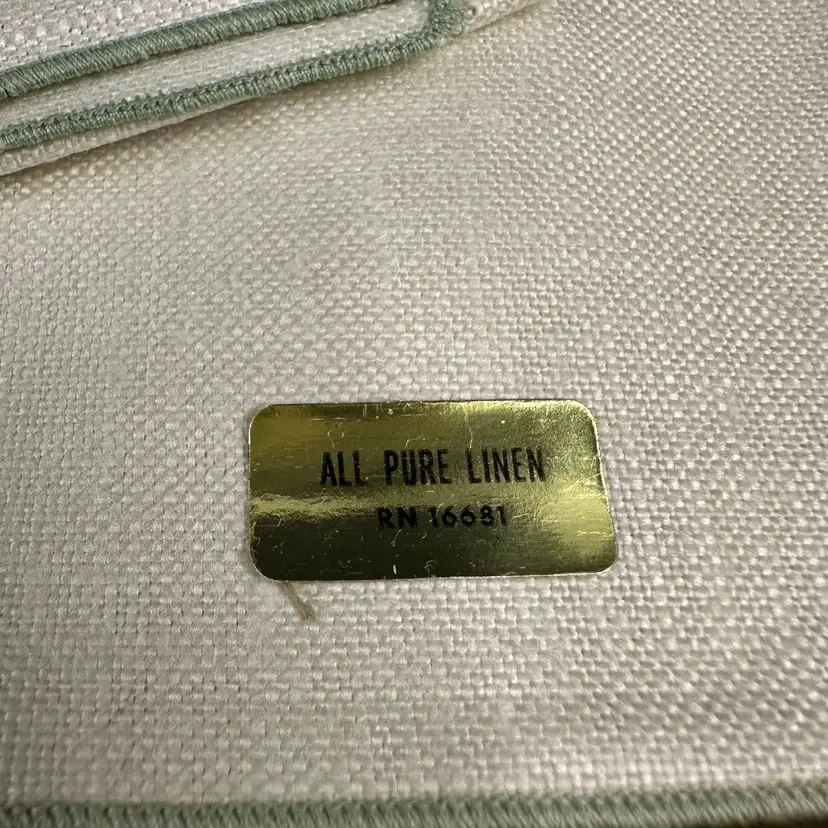 ALL PURE LINEN
RN 16681